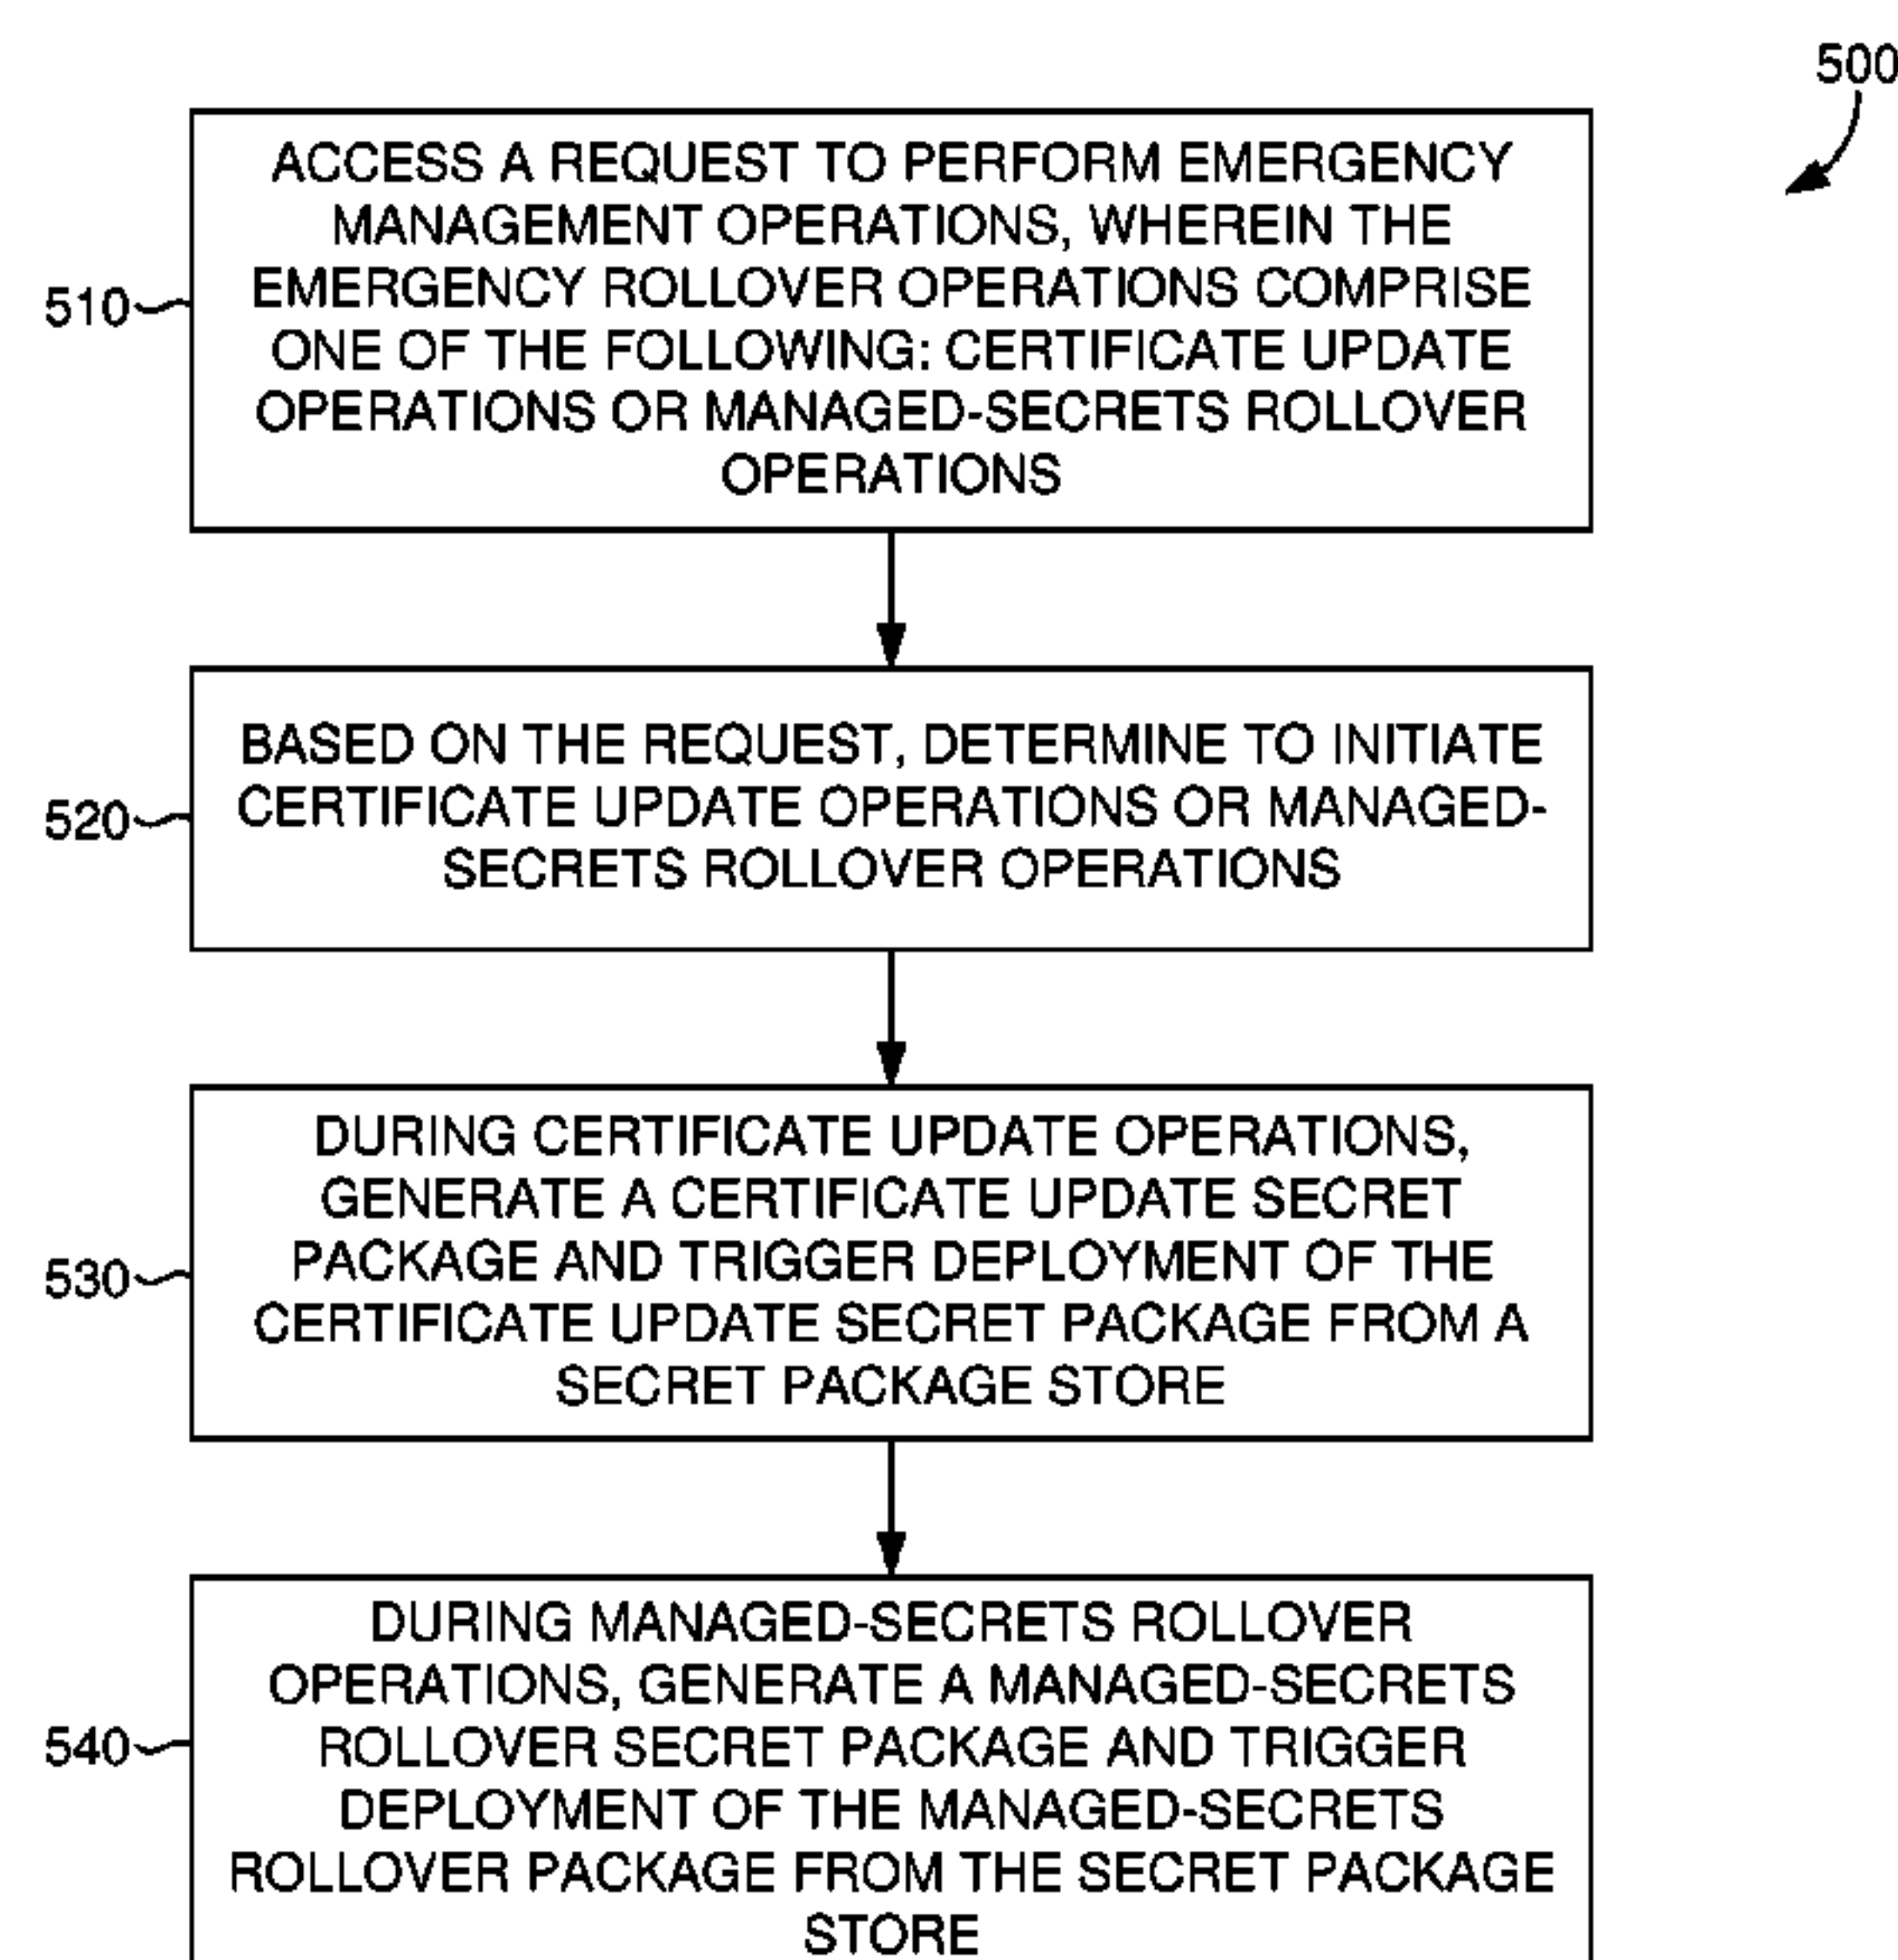 500
ACCESS A REQUEST TO PERFORM EMERGENCY
MANAGEMENT OPERATIONS, WHEREIN THE
EMERGENCY ROLLOVER OPERATIONS COMPRISE
ONE OF THE FOLLOWING: CERTIFICATE UPDATE
OPERATIONS OR MANAGED-SECRETS ROLLOVER
OPERATIONS
510
BASED ON THE REQUEST, DETERMINE TO INITIATE
CERTIFICATE UPDATE OPERATIONS OR MANAGED-
SECRETS ROLLOVER OPERATIONS
520
DURING CERTIFICATE UPDATE OPERATIONS,
GENERATE A CERTIFICATE UPDATE SECRET
PACKAGE AND TRIGGER DEPLOYMENT OF THE
CERTIFICATE UPDATE SECRET PACKAGE FROM A
SECRET PACKAGE STORE
530
DURING MANAGED-SECRETS ROLLOVER
OPERATIONS, GENERATE A MANAGED-SECRETS
ROLLOVER SECRET PACKAGE AND TRIGGER
DEPLOYMENT OF THE MANAGED-SECRETS
ROLLOVER PACKAGE FROM THE SECRET PACKAGE
STORE
540